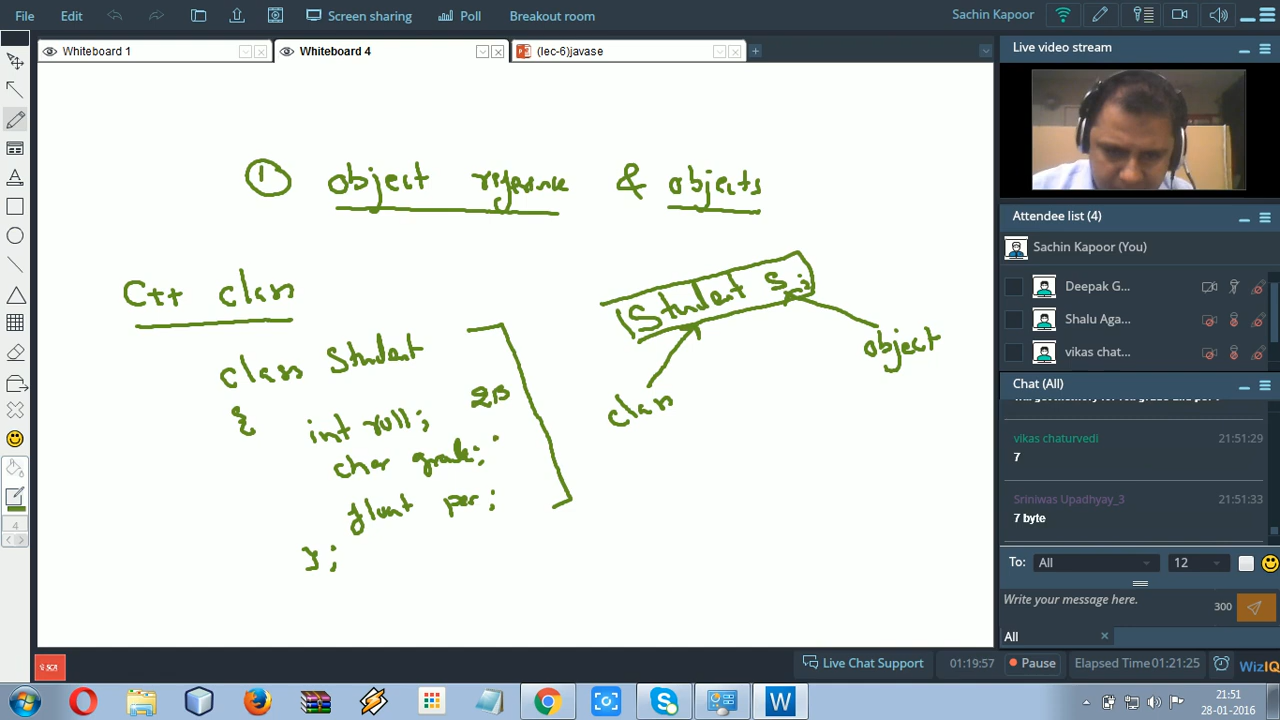 File Edit Screen sharing Poll Breakout room Sachin Kapoor
Whiteboard 1 Whiteboard 4 (lec-6)javase
Live video stream
① object reference & objects
C++ class
class Student
{ int roll; 2B
char grade;
float per;
};
Student S;
class
object
Attendee list (4)
Sachin Kapoor (You)
Deepak G...
Shalu Aga...
vikas chat...
Chat (All)
vikas chaturvedi 21:51:29
7
Sriniwas Upadhyay_3 21:51:33
7 byte
To: All 12
Write your message here. 300
All
SCA
Live Chat Support 01:19:57 Pause Elapsed Time 01:21:25 WizIQ
21:51
28-01-2016
4